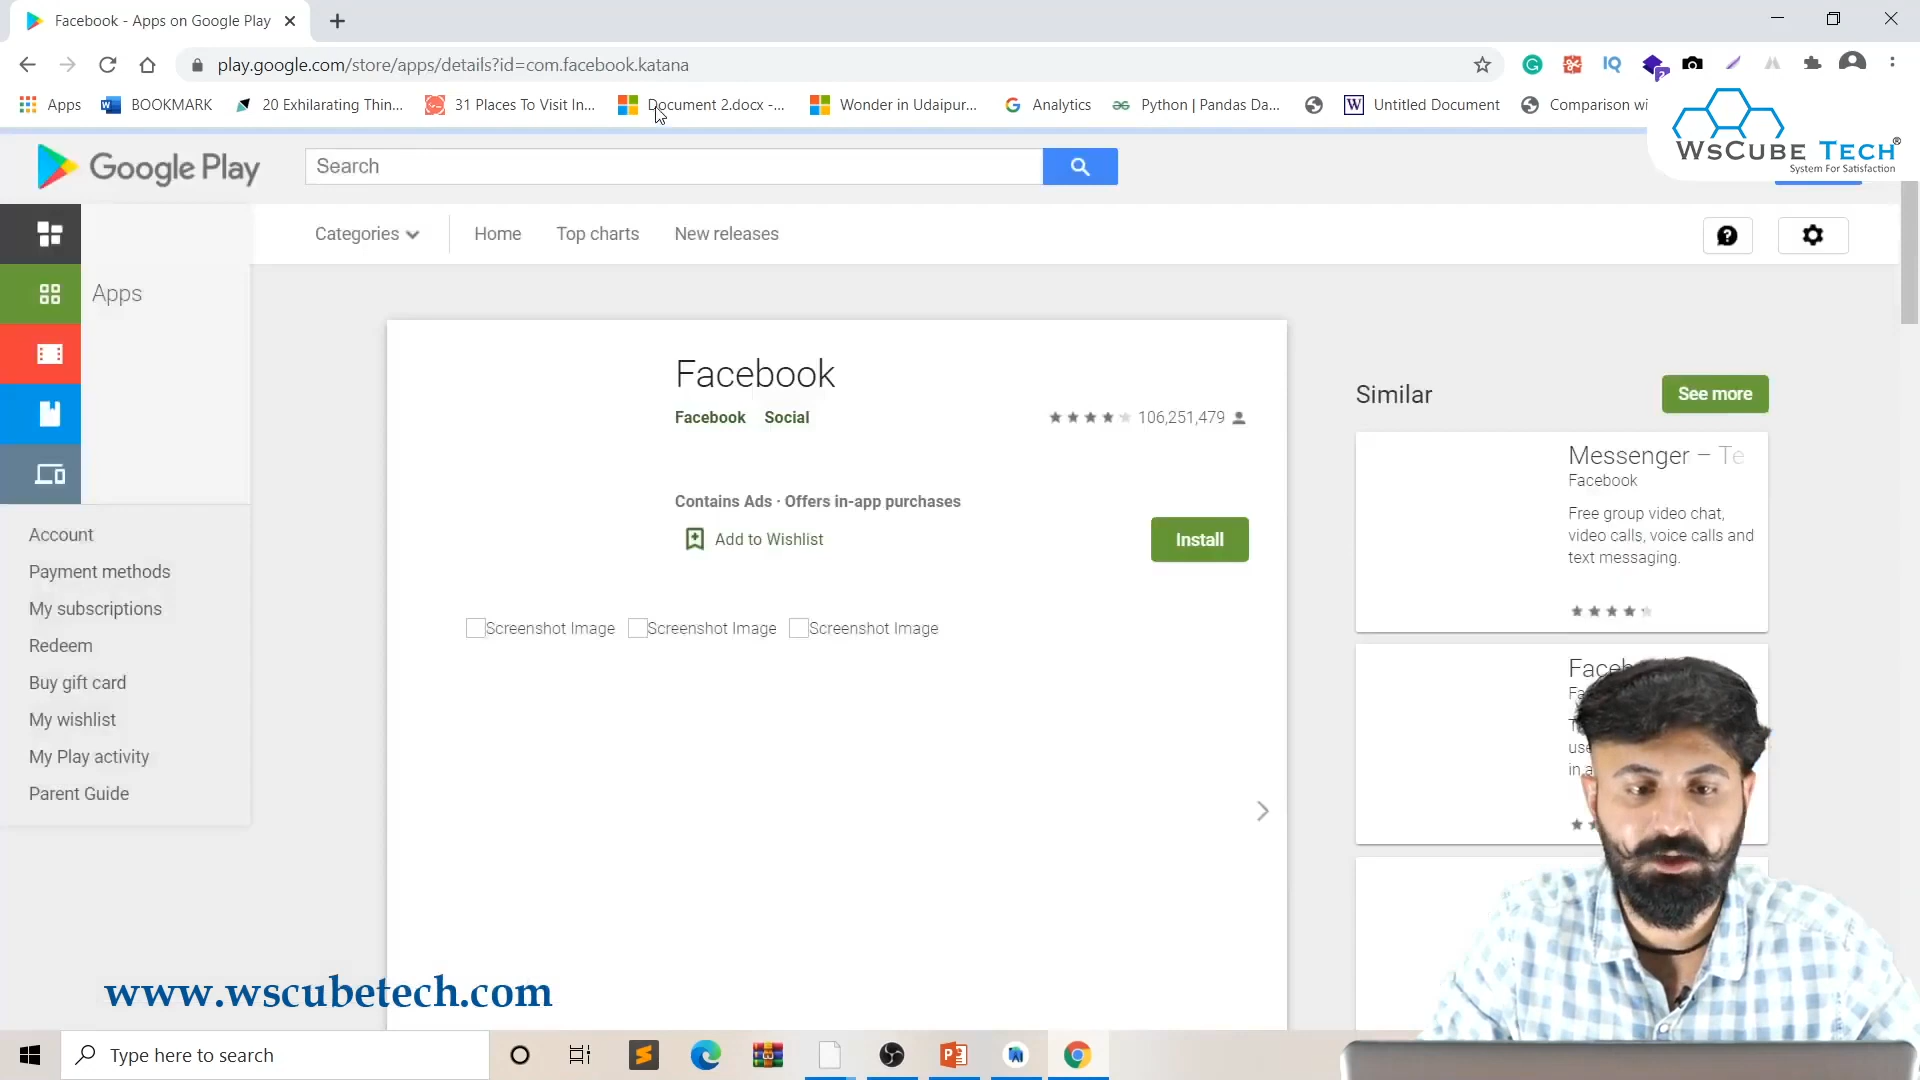 Facebook - Apps on Google Play
play.google.com/store/apps/details?id=com.facebook.katana
Apps
BOOKMARK
20 Exhilarating Thin...
31 Places To Visit In...
Document 2.docx -...
Wonder in Udaipur...
Analytics
Python | Pandas Da...
Untitled Document
Comparison wi
WsCube Tech®
System For Satisfaction
Google Play
Search
Categories
Home
Top charts
New releases
Apps
Account
Payment methods
My subscriptions
Redeem
Buy gift card
My wishlist
My Play activity
Parent Guide
Facebook
Facebook Social
106,251,479
Contains Ads · Offers in-app purchases
Add to Wishlist
Install
Screenshot Image Screenshot Image Screenshot Image
Similar
See more
Messenger – Te
Facebook
Free group video chat,
video calls, voice calls and
text messaging.
www.wscubetech.com
Type here to search